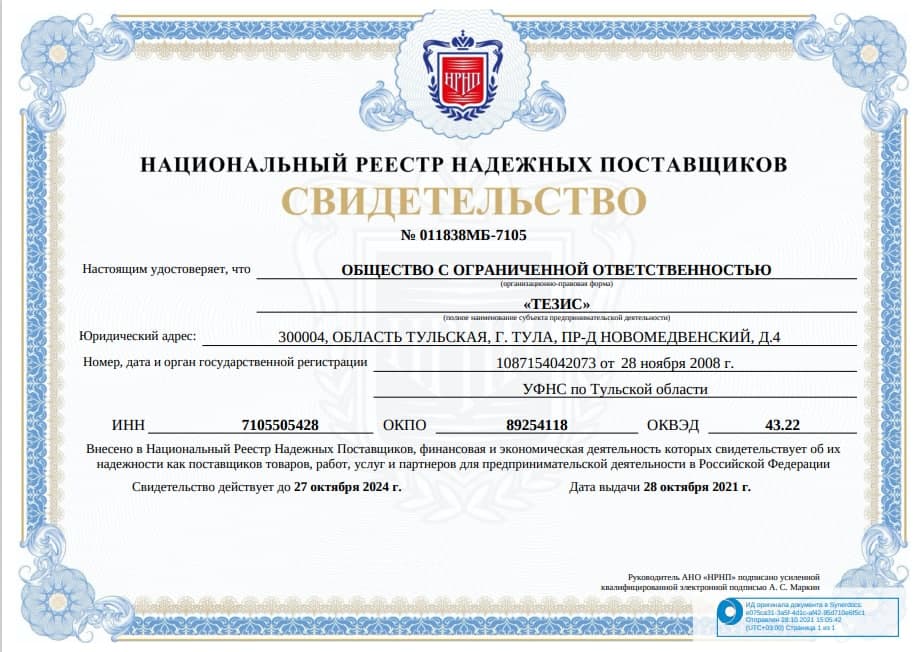 НРНП
НАЦИОНАЛЬНЫЙ РЕЕСТР НАДЕЖНЫХ ПОСТАВЩИКОВ
СВИДЕТЕЛЬСТВО
№ 011838МБ-7105
Настоящим удостоверяет, что ОБЩЕСТВО С ОГРАНИЧЕННОЙ ОТВЕТСТВЕННОСТЬЮ
(организационно-правовая форма)
«ТЕЗИС»
(полное наименование субъекта предпринимательской деятельности)
Юридический адрес: 300004, ОБЛАСТЬ ТУЛЬСКАЯ, Г. ТУЛА, ПР-Д НОВОМЕДВЕНСКИЙ, Д.4
Номер, дата и орган государственной регистрации 1087154042073 от 28 ноября 2008 г.
УФНС по Тульской области
ИНН 7105505428 ОКПО 89254118 ОКВЭД 43.22
Внесено в Национальный Реестр Надежных Поставщиков, финансовая и экономическая деятельность которых свидетельствует об их
надежности как поставщиков товаров, работ, услуг и партнеров для предпринимательской деятельности в Российской Федерации
Свидетельство действует до 27 октября 2024 г. Дата выдачи 28 октября 2021 г.
Руководитель АНО «НРНП» подписано усиленной
квалифицированной электронной подписью А. С. Маркин
ИД оригинала документа в Synerdocs:
Отправлен 28.10.2021 15:05:42
(UTC+03:00) Страница 1 из 1